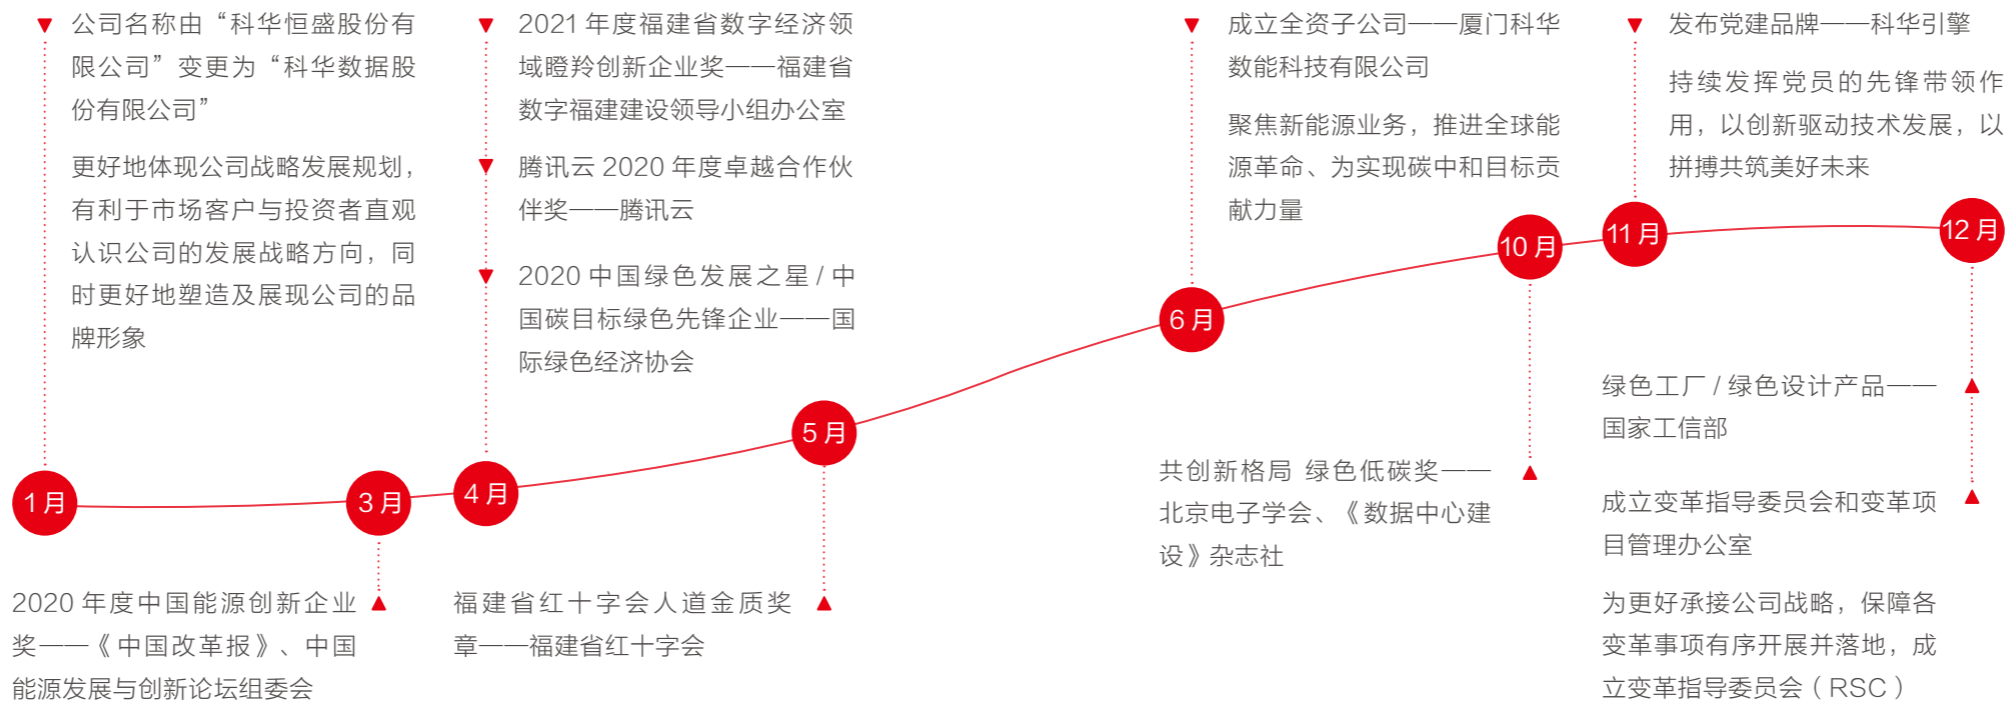 公司名称由“科华恒盛股份有
限公司”变更为“科华数据股
份有限公司”
更好地体现公司战略发展规划，
有利于市场客户与投资者直观
认识公司的发展战略方向，同
时更好地塑造及展现公司的品
牌形象
1月
3月
2020 年度中国能源创新企业
奖——《中国改革报》、中国
能源发展与创新论坛组委会
2021 年度福建省数字经济领
域瞪羚创新企业奖——福建省
数字福建建设领导小组办公室
腾讯云 2020 年度卓越合作伙
伴奖——腾讯云
2020 中国绿色发展之星 / 中
国碳目标绿色先锋企业——国
际绿色经济协会
4月
5月
福建省红十字会人道金质奖
章——福建省红十字会
成立全资子公司——厦门科华
数能科技有限公司
聚焦新能源业务，推进全球能
源革命、为实现碳中和目标贡
献力量
6月
10月
共创新格局 绿色低碳奖——
北京电子学会、《数据中心建
设》杂志社
发布党建品牌——科华引擎
持续发挥党员的先锋带领作
用，以创新驱动技术发展，以
拼搏共筑美好未来
11月
12月
绿色工厂 / 绿色设计产品——
国家工信部
成立变革指导委员会和变革项
目管理办公室
为更好承接公司战略，保障各
变革事项有序开展并落地，成
立变革指导委员会（RSC）